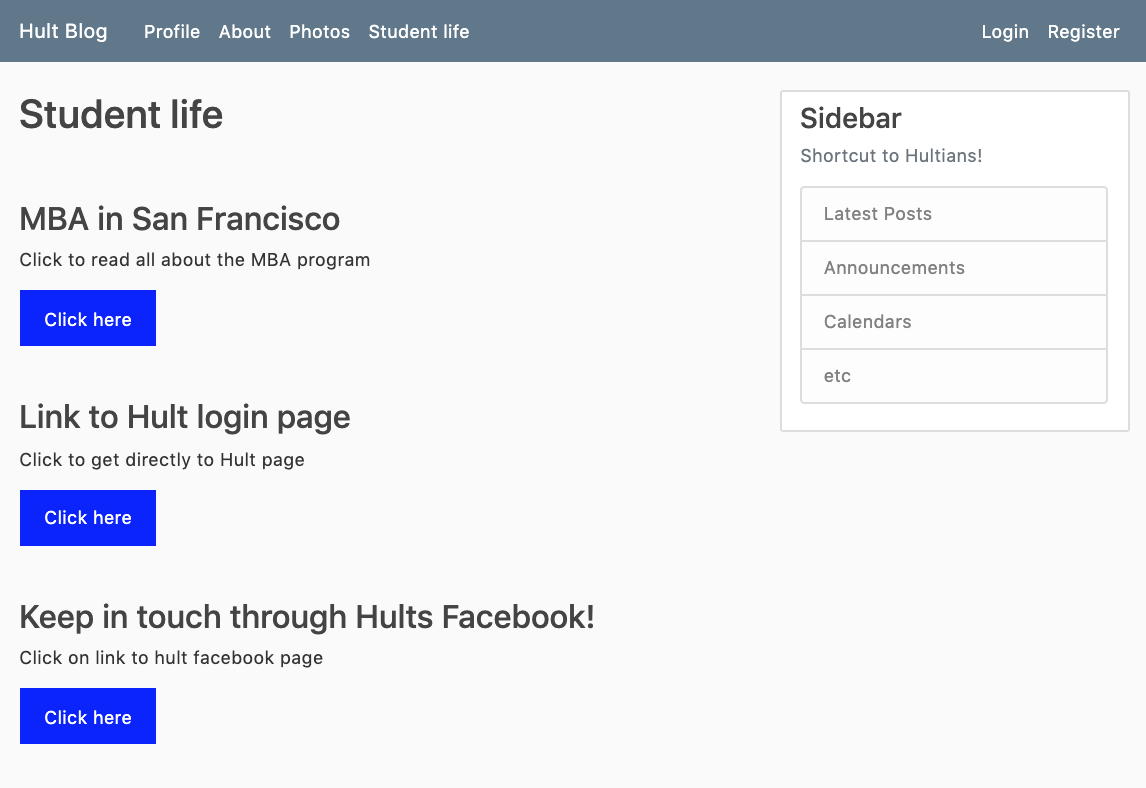 Hult Blog Profile About Photos Student life Login Register
Student life
MBA in San Francisco
Click to read all about the MBA program
Click here
Link to Hult login page
Click to get directly to Hult page
Click here
Keep in touch through Hults Facebook!
Click on link to hult facebook page
Click here
Sidebar
Shortcut to Hultians!
Latest Posts
Announcements
Calendars
etc